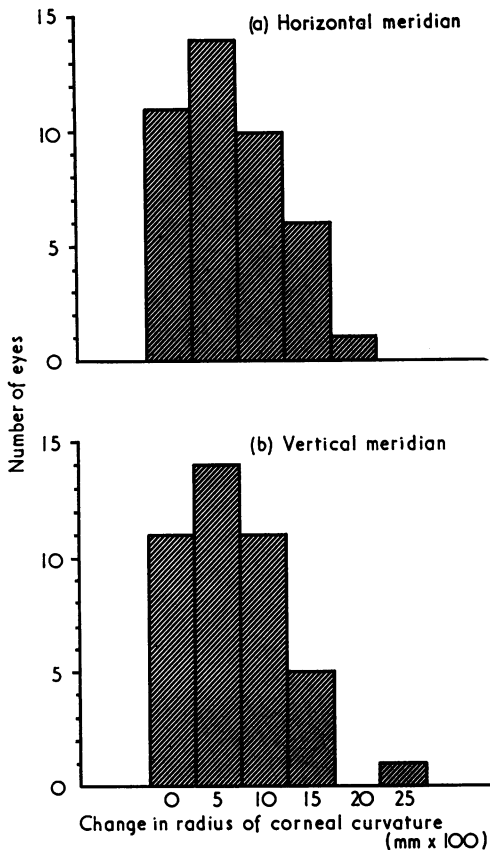 (a) Horizontal meridian
15
10
5
0
Number of eyes
(b) Vertical meridian
15
10
5
0
0 5 10 15 20 25
Change in radius of corneal curvature
(mm x 100)